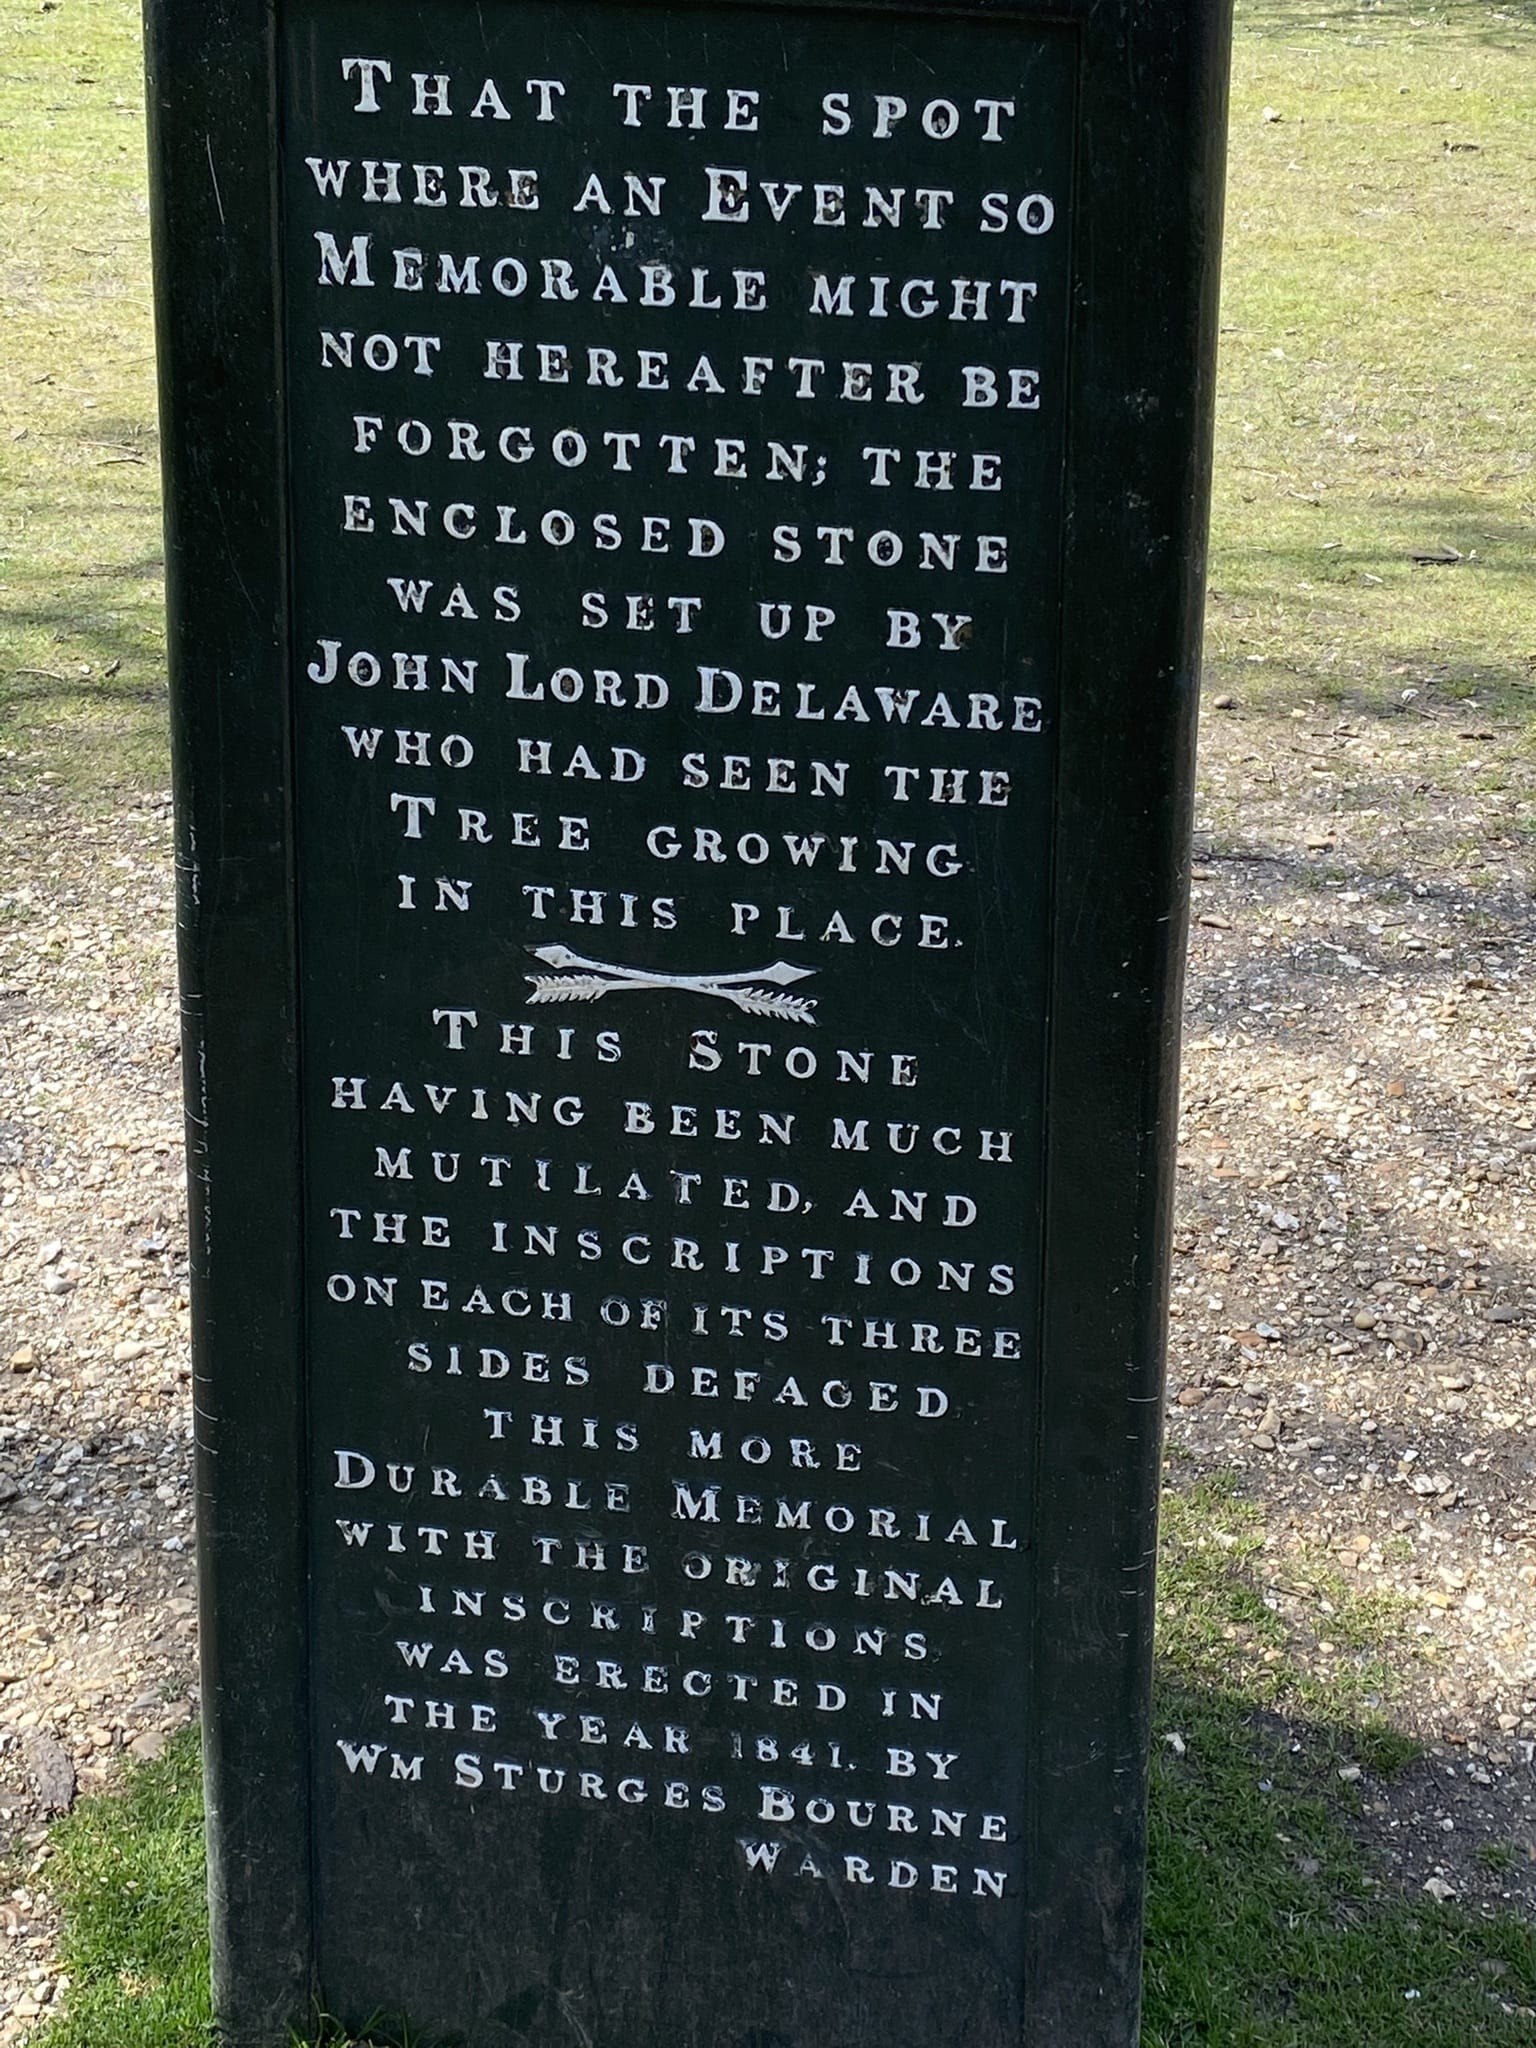 THAT THE SPOT
WHERE AN EVENT SO
MEMORABLE MIGHT
NOT HEREAFTER BE
FORGOTTEN; THE
ENCLOSED STONE
WAS SET UP BY
JOHN LORD DELAWARE
WHO HAD SEEN THE
TREE GROWING
IN THIS PLACE.
THIS STONE
HAVING BEEN MUCH
MUTILATED, AND
THE INSCRIPTIONS
ON EACH OF ITS THREE
SIDES DEFACED
THIS MORE
DURABLE MEMORIAL
WITH THE ORIGINAL
INSCRIPTIONS
WAS ERECTED IN
THE YEAR 1841. BY
WM STURGES BOURNE
WARDEN